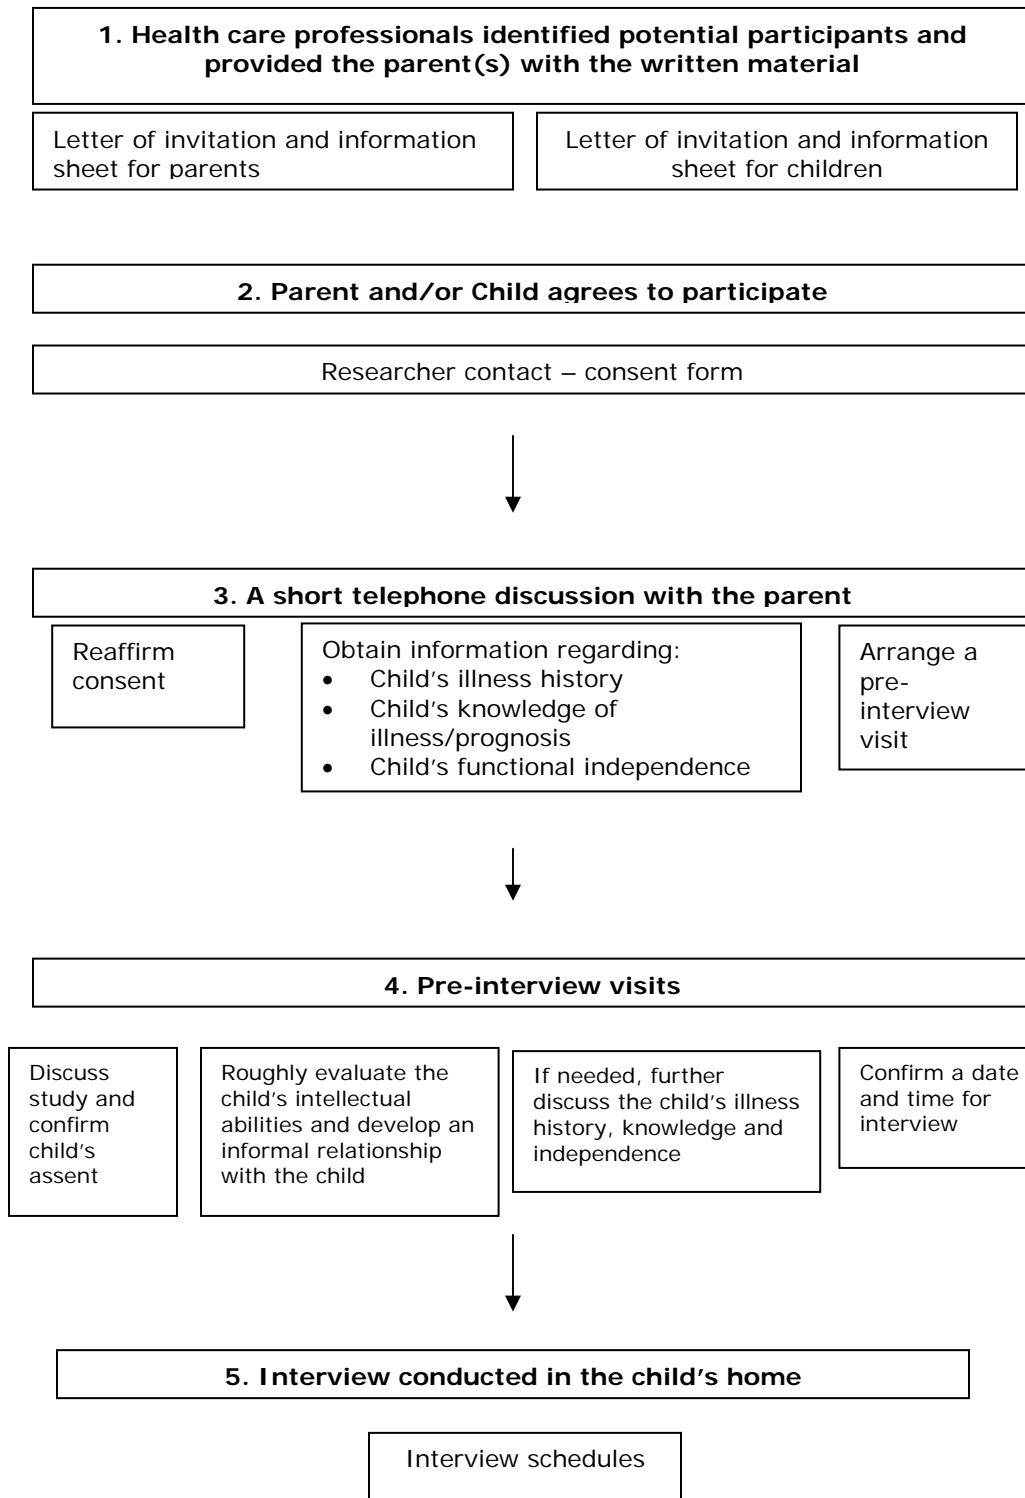 1. Health care professionals identified potential participants and
provided the parent(s) with the written material
Letter of invitation and information
sheet for parents
Letter of invitation and information
sheet for children
2. Parent and/or Child agrees to participate
Researcher contact – consent form
3. A short telephone discussion with the parent
Reaffirm
consent
Obtain information regarding:
• Child's illness history
• Child's knowledge of
illness/prognosis
• Child's functional independence
Arrange a
pre-
interview
visit
4. Pre-interview visits
Discuss
study and
confirm
child's
assent
Roughly evaluate the
child's intellectual
abilities and develop an
informal relationship
with the child
If needed, further
discuss the child's illness
history, knowledge and
independence
Confirm a date
and time for
interview
5. Interview conducted in the child's home
Interview schedules